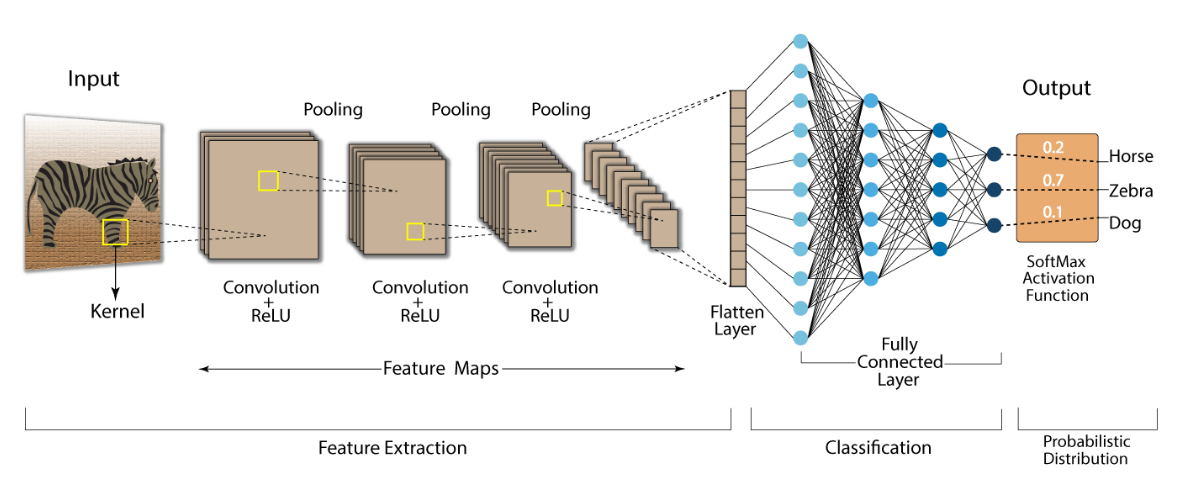 Input
Kernel
Pooling
Pooling
Pooling
Convolution
+
ReLU
Convolution
+
ReLU
Convolution
+
ReLU
Feature Maps
Flatten
Layer
Fully
Connected
Layer
Output
0.2
Horse
0.7
Zebra
0.1
Dog
SoftMax
Activation
Function
Feature Extraction
Classification
Probabilistic
Distribution